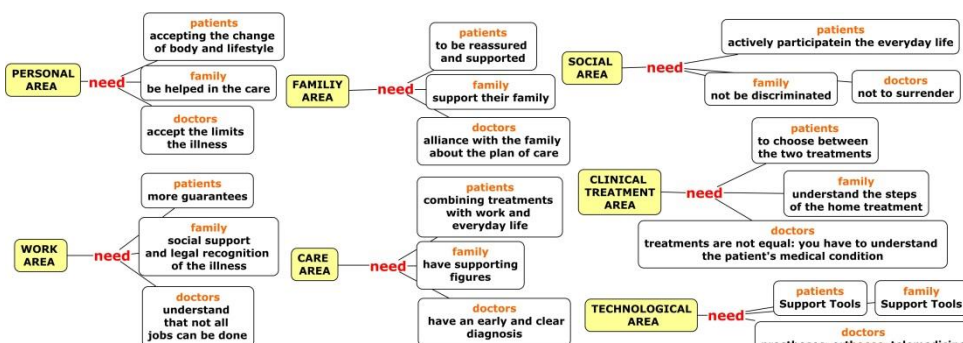 PERSONAL
AREA
need
patients
accepting the change
of body and lifestyle
family
be helped in the care
doctors
accept the limits
the illness
FAMILIY
AREA
need
patients
to be reassured
and supported
family
support their family
doctors
alliance with the family
about the plan of care
SOCIAL
AREA
need
patients
actively participatein the everyday life
family
not be discriminated
doctors
not to surrender
WORK
AREA
need
patients
more guarantees
family
social support
and legal recognition
of the illness
doctors
understand
that not all
jobs can be done
CARE
AREA
need
patients
combining treatments
with work and
everyday life
family
have supporting
figures
doctors
have an early and clear
diagnosis
CLINICAL
TREATMENT
AREA
need
patients
to choose between
the two treatments
family
understand the steps
of the home treatment
doctors
treatments are not equal: you have to understand
the patient's medical condition
TECHNOLOGICAL
AREA
need
patients
Support Tools
family
Support Tools
doctors